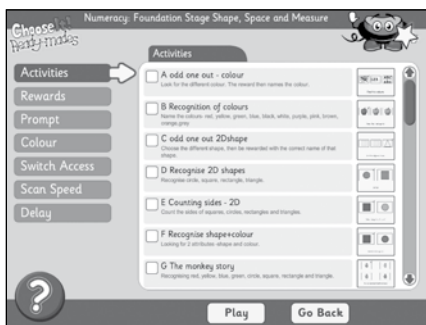 Numeracy: Foundation Stage Shape, Space and Measure
Choose It!
Ready-mades
Activities
Activities
Rewards
Prompt
Colour
Switch Access
Scan Speed
Delay
A odd one out - colour
Look for the different colour. The reward then names the colour.
B Recognition of colours
Name the colours- red, yellow, green, blue, black, white, purple, pink, brown,
orange, grey
C odd one out 2Dshape
Choose the different shape, then be rewarded with the correct name of that
shape.
D Recognise 2D shapes
Recognise circle, square, rectangle, triangle.
E Counting sides - 2D
Count the sides of squares, circles, rectangles and triangles.
F Recognise shape+colour
Looking for 2 attributes- shape and colour.
G The monkey story
Recognising red, yellow, blue, green, circle, square, rectangle and triangle.
?
Play
Go Back